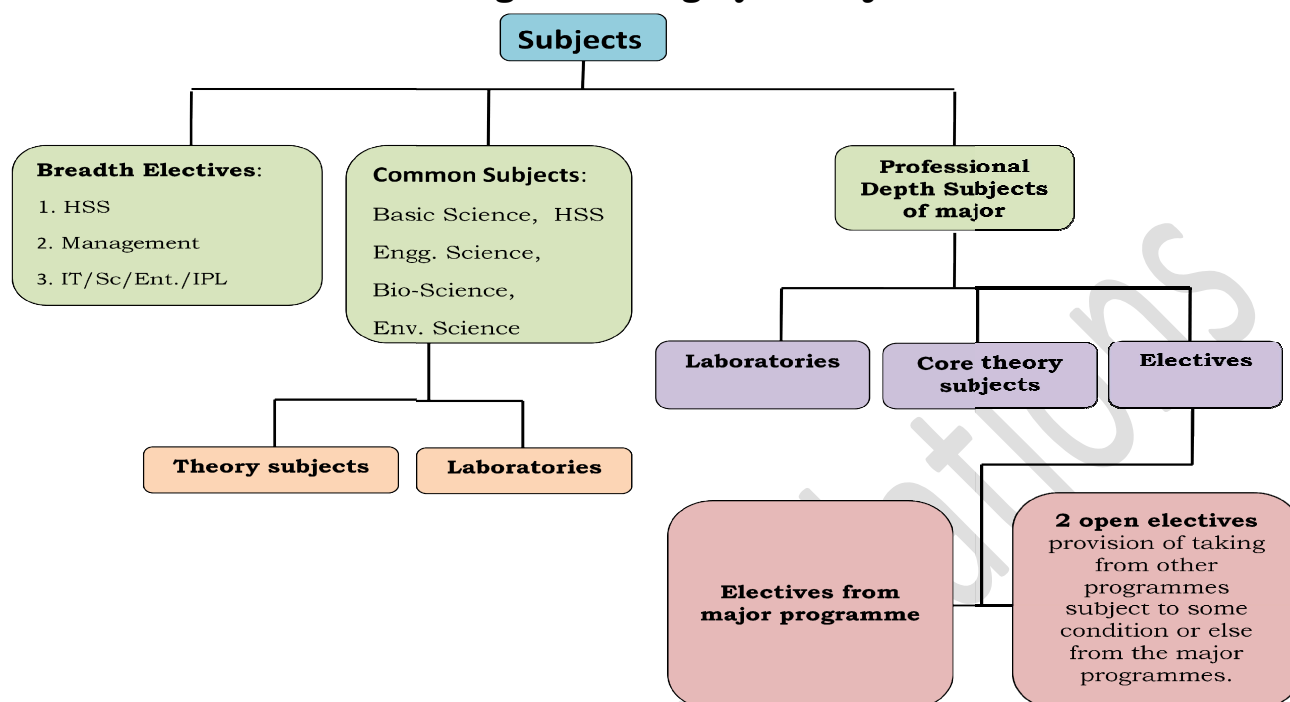 Subjects
Breadth Electives:
1. HSS
2. Management
3. IT/Sc/Ent./IPL
Common Subjects:
Basic Science, HSS
Engg. Science,
Bio-Science,
Env. Science
Professional
Depth Subjects
of major
Laboratories
Core theory
subjects
Electives
Theory subjects
Laboratories
Electives from
major programme
2 open electives
provision of taking
from other
programmes
subject to some
condition or else
from the major
programmes.